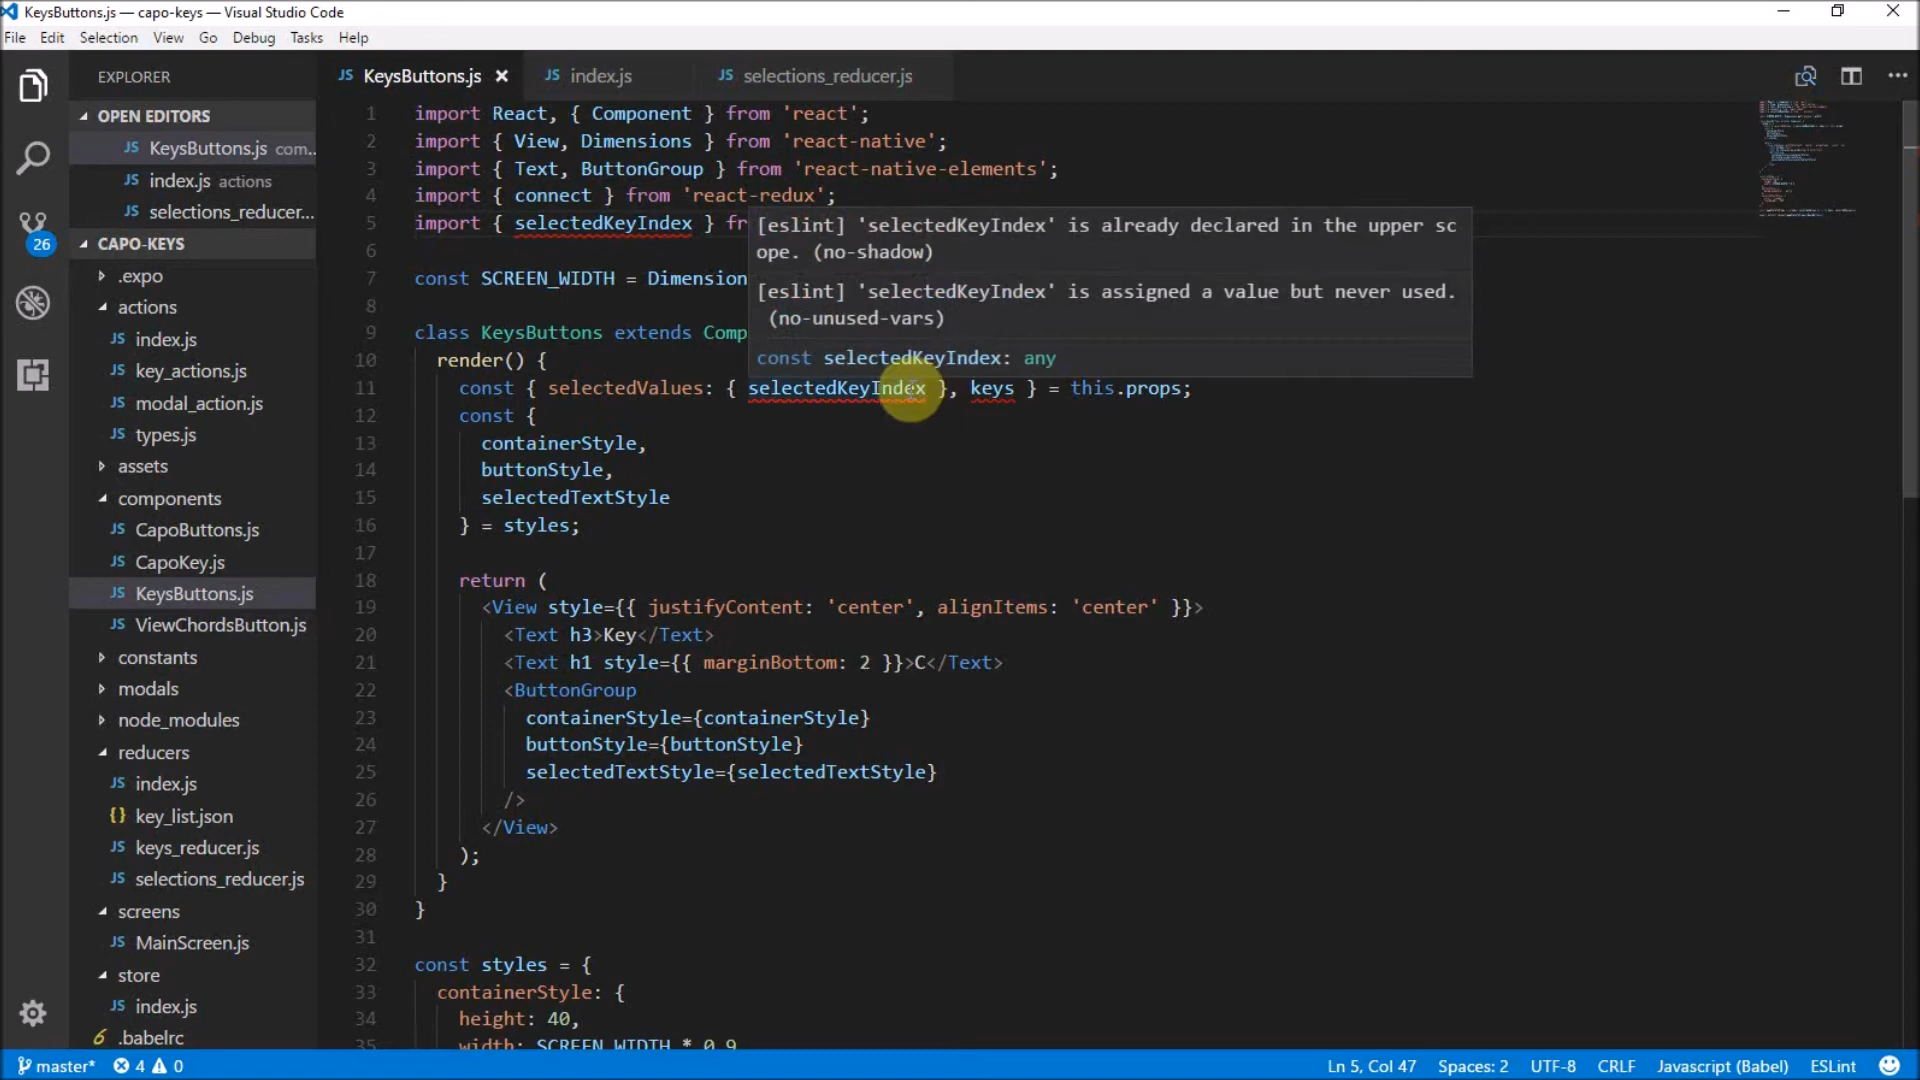 KeysButtons.js — capo-keys — Visual Studio Code
File Edit Selection View Go Debug Tasks Help
EXPLORER
OPEN EDITORS
JS KeysButtons.js com...
JS index.js actions
JS selections_reducer...
26
CAPO-KEYS
.expo
actions
JS index.js
JS key_actions.js
JS modal_action.js
JS types.js
assets
components
JS CapoButtons.js
JS CapoKey.js
JS KeysButtons.js
JS ViewChordsButton.js
constants
modals
node_modules
reducers
JS index.js
{} key_list.json
JS keys_reducer.js
JS selections_reducer.js
screens
JS MainScreen.js
store
JS index.js
6 .babelrc
JS KeysButtons.js JS index.js JS selections_reducer.js
1 import React, { Component } from 'react';
2 import { View, Dimensions } from 'react-native';
3 import { Text, ButtonGroup } from 'react-native-elements';
4 import { connect } from 'react-redux';
5 import { selectedKeyIndex } fr
6
7 const SCREEN_WIDTH = Dimension
8
9 class KeysButtons extends Comp
[eslint] 'selectedKeyIndex' is already declared in the upper sc
ope. (no-shadow)
[eslint] 'selectedKeyIndex' is assigned a value but never used.
(no-unused-vars)
const selectedKeyIndex: any
10 render() {
11 const { selectedValues: { selectedKeyIndex }, keys } = this.props;
12 const {
13 containerStyle,
14 buttonStyle,
15 selectedTextStyle
16 } = styles;
17
18 return (
19 <View style={{ justifyContent: 'center', alignItems: 'center' }}>
20 <Text h3>Key</Text>
21 <Text h1 style={{ marginBottom: 2 }}>C</Text>
22 <ButtonGroup
23 containerStyle={containerStyle}
24 buttonStyle={buttonStyle}
25 selectedTextStyle={selectedTextStyle}
26 />
27 </View>
28 );
29 }
30 }
31
32 const styles = {
33 containerStyle: {
34 height: 40,
35 width: SCREEN_WIDTH * 0.9
master* 4 0 Ln 5, Col 47 Spaces: 2 UTF-8 CRLF Javascript (Babel) ESLint